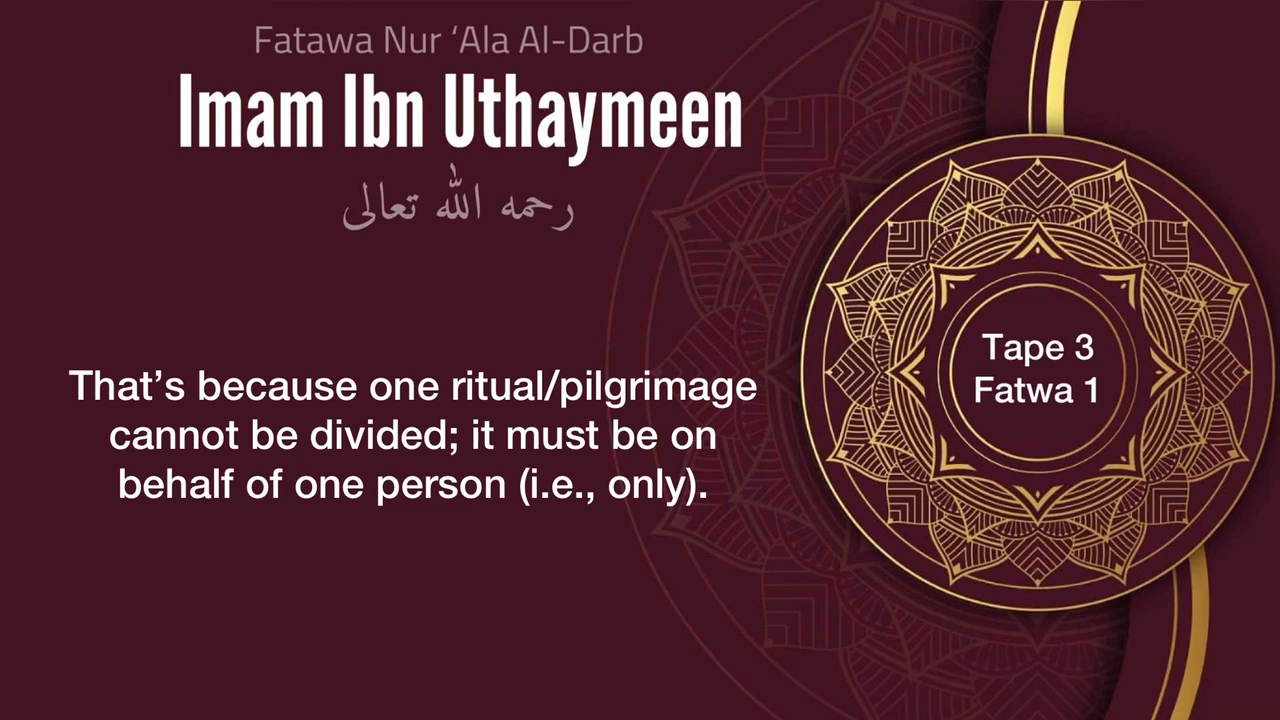 Fatawa Nur ‘Ala Al-Darb
Imam Ibn Uthaymeen
رحمه الله تعالى
That’s because one ritual/pilgrimage
cannot be divided; it must be on
behalf of one person (i.e., only).
Tape 3
Fatwa 1